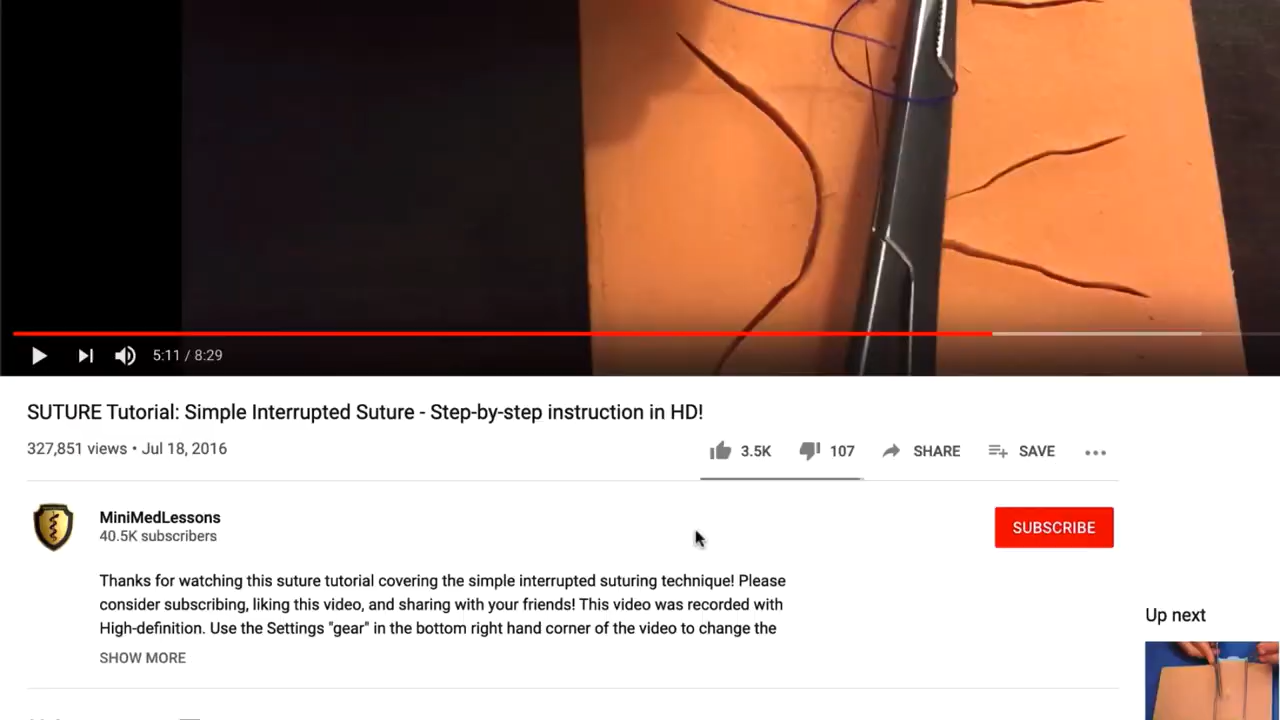 5:11 / 8:29
SUTURE Tutorial: Simple Interrupted Suture - Step-by-step instruction in HD!
327,851 views • Jul 18, 2016
3.5K 107 SHARE SAVE
MiniMedLessons
40.5K subscribers
SUBSCRIBE
Thanks for watching this suture tutorial covering the simple interrupted suturing technique! Please
consider subscribing, liking this video, and sharing with your friends! This video was recorded with
High-definition. Use the Settings "gear" in the bottom right hand corner of the video to change the
SHOW MORE
Up next